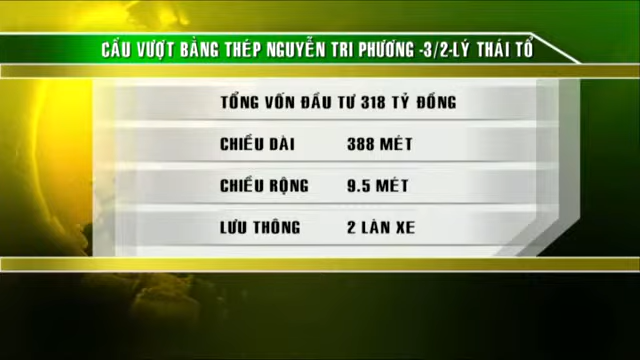 CẦU VƯỢT BẰNG THÉP NGUYỄN TRI PHƯƠNG -3/2-LÝ THÁI TỔ
TỔNG VỐN ĐẦU TƯ 318 TỶ ĐỒNG
CHIỀU DÀI 388 MÉT
CHIỀU RỘNG 9.5 MÉT
LƯU THÔNG 2 LÀN XE